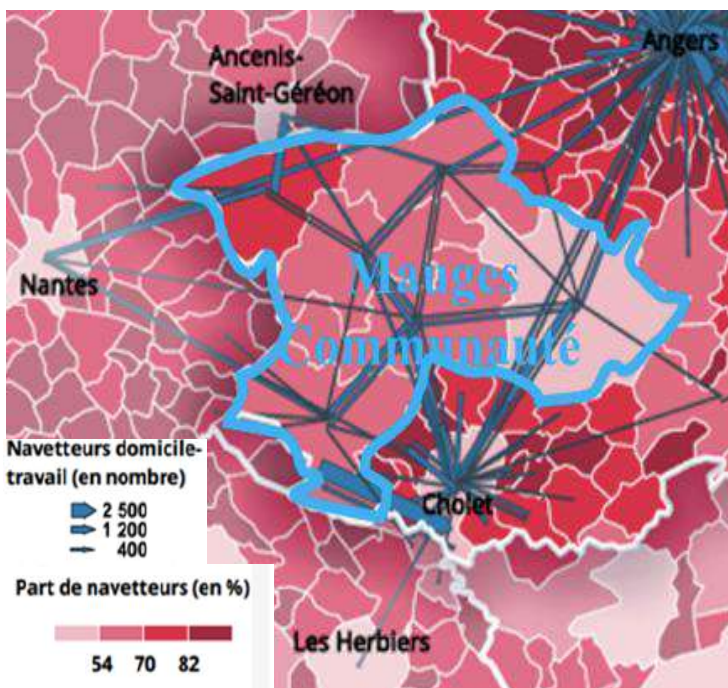 Ancenis-
Saint-Géréon
Angers
Nantes
Mauges
Communauté
Cholet
Les Herbiers
Navetteurs domicile-
travail (en nombre)
2 500
1 200
400
Part de navetteurs (en %)
54 70 82